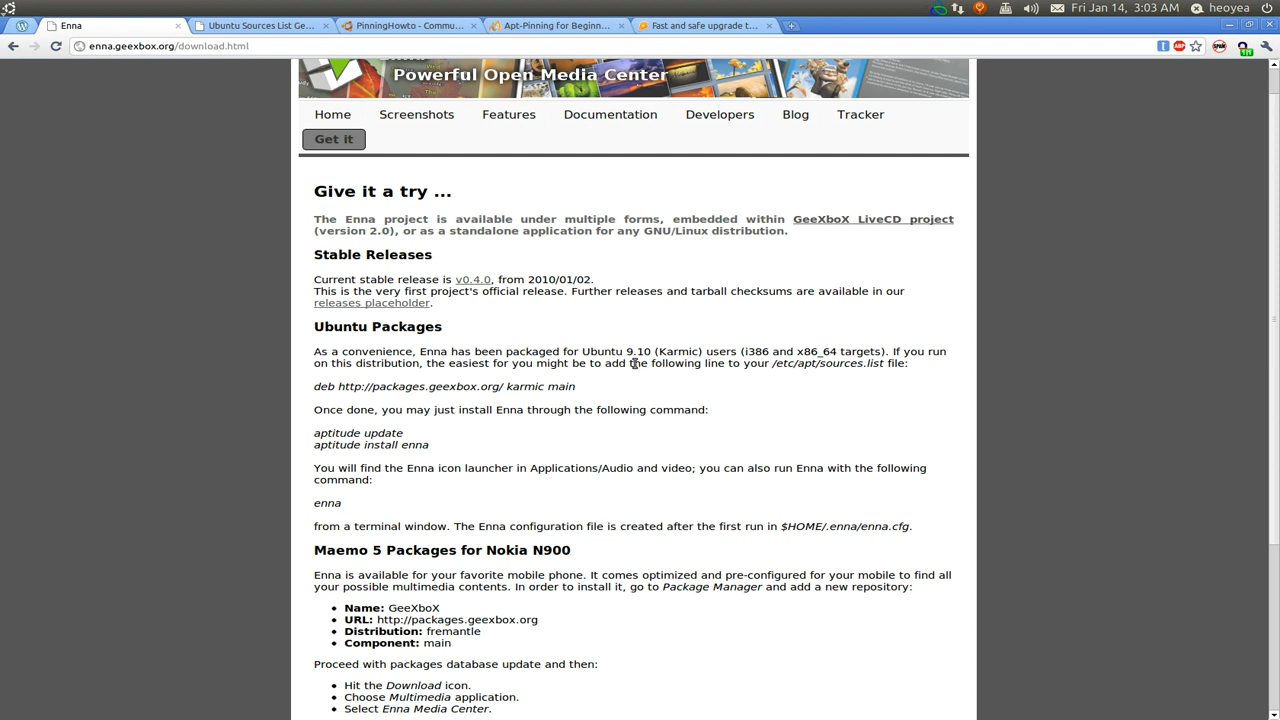 Fri Jan 14, 3:03 AM heoyea
Enna
Ubuntu Sources List Ge...
PinningHowto - Commu...
Apt-Pinning for Beginn...
Fast and safe upgrade t...
enna.geexbox.org/download.html
Powerful Open Media Center
Home Screenshots Features Documentation Developers Blog Tracker
Get it
Give it a try ...
The Enna project is available under multiple forms, embedded within GeeXboX LiveCD project
(version 2.0), or as a standalone application for any GNU/Linux distribution.
Stable Releases
Current stable release is v0.4.0, from 2010/01/02.
This is the very first project's official release. Further releases and tarball checksums are available in our
releases placeholder.
Ubuntu Packages
As a convenience, Enna has been packaged for Ubuntu 9.10 (Karmic) users (i386 and x86_64 targets). If you run
on this distribution, the easiest for you might be to add the following line to your /etc/apt/sources.list file:
deb http://packages.geexbox.org/ karmic main
Once done, you may just install Enna through the following command:
aptitude update
aptitude install enna
You will find the Enna icon launcher in Applications/Audio and video; you can also run Enna with the following
command:
enna
from a terminal window. The Enna configuration file is created after the first run in $HOME/.enna/enna.cfg.
Maemo 5 Packages for Nokia N900
Enna is available for your favorite mobile phone. It comes optimized and pre-configured for your mobile to find all
your possible multimedia contents. In order to install it, go to Package Manager and add a new repository:
• Name: GeeXboX
• URL: http://packages.geexbox.org
• Distribution: fremantle
• Component: main
Proceed with packages database update and then:
• Hit the Download icon.
• Choose Multimedia application.
• Select Enna Media Center.